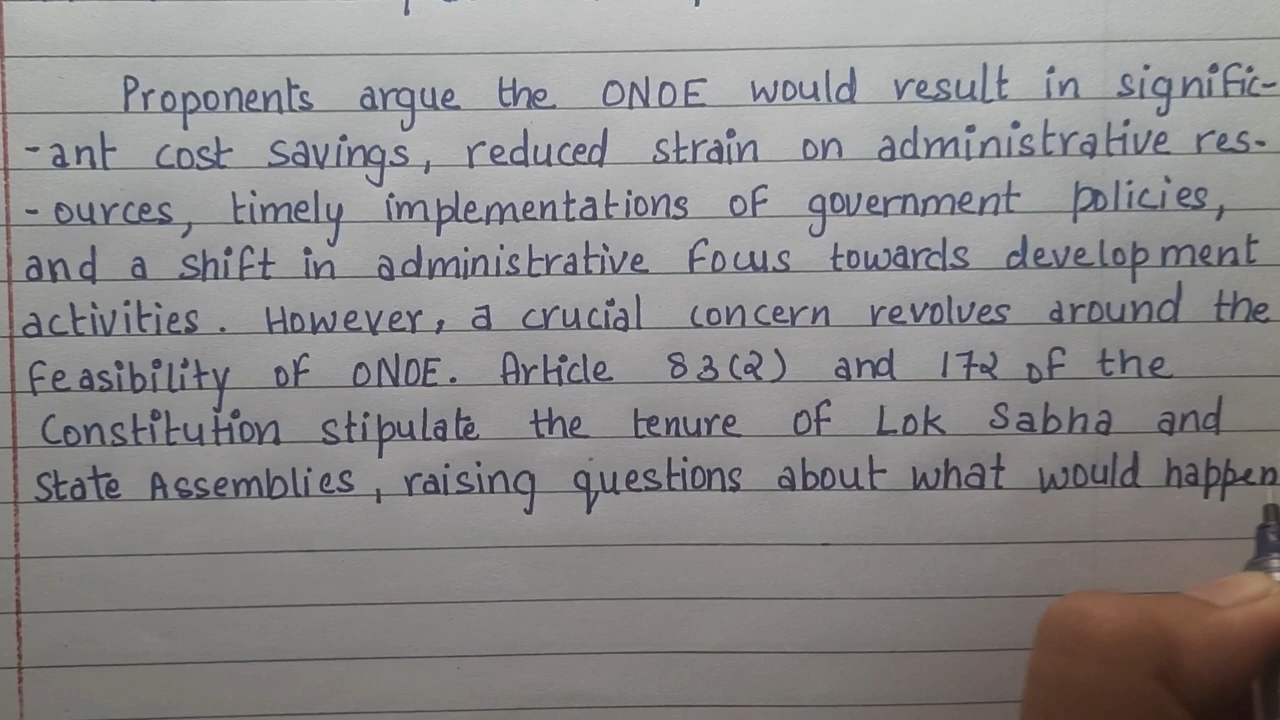 Proponents argue the ONOE would result in signific-
-ant cost savings, reduced strain on administrative res-
-ources, timely implementations of government policies,
and a shift in administrative focus towards development
activities. However, a crucial concern revolves around the
feasibility of ONOE. Article 83(2) and 172 of the
Constitution stipulate the tenure of Lok Sabha and
State Assemblies, raising questions about what would happen